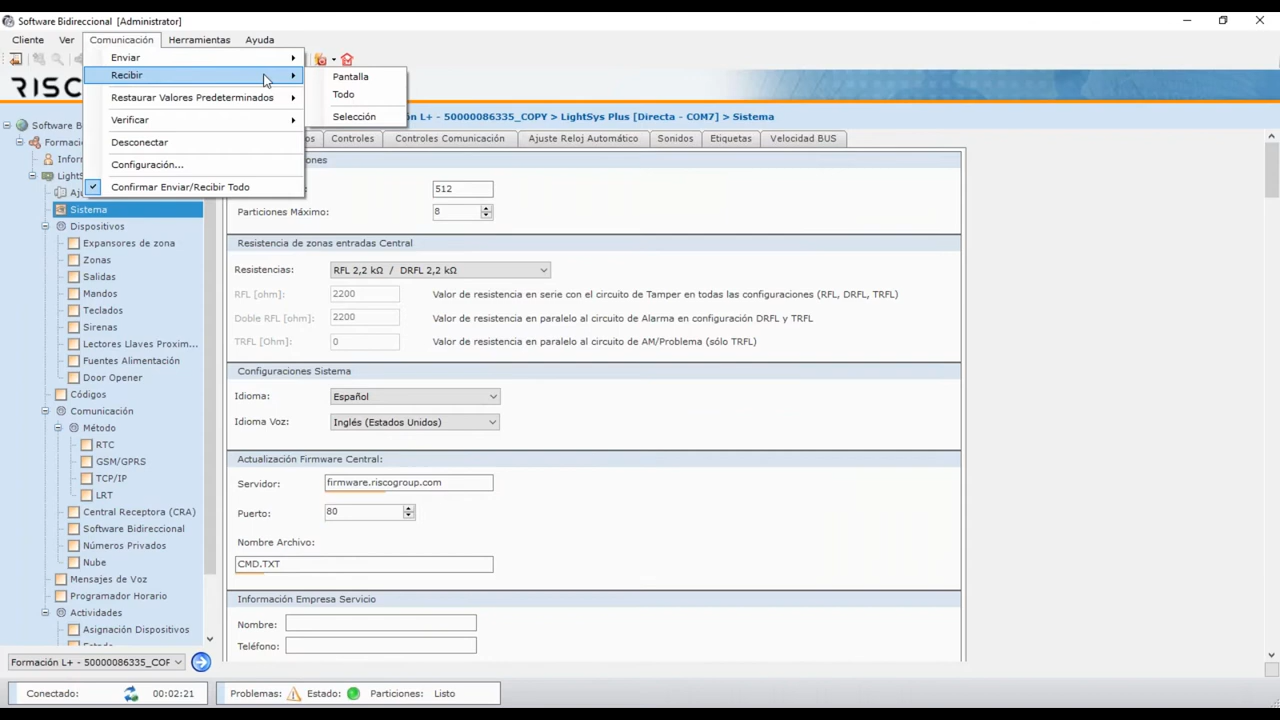 Software Bidireccional [Administrator]
Cliente Ver Comunicación Herramientas Ayuda
Enviar
Recibir
Restaurar Valores Predeterminados
Verificar
Desconectar
Configuración...
Confirmar Enviar/Recibir Todo
Pantalla
Todo
Selección
ión L+ - 50000086335_COPY > LightSys Plus [Directa - COM7] > Sistema
Controles Controles Comunicación Ajuste Reloj Automático Sonidos Etiquetas Velocidad BUS
Software B
Formació
Inform
LightSy
Aju
Sistema
Dispositivos
Expansores de zona
Zonas
Salidas
Mandos
Teclados
Sirenas
Lectores Llaves Proxim...
Fuentes Alimentación
Door Opener
Códigos
Comunicación
Método
RTC
GSM/GPRS
TCP/IP
LRT
Central Receptora (CRA)
Software Bidireccional
Números Privados
Nube
Mensajes de Voz
Programador Horario
Actividades
Asignación Dispositivos
Formación L+ - 50000086335_COP
512
Particiones Máximo: 8
Resistencia de zonas entradas Central
Resistencias: RFL 2,2 kΩ / DRFL 2,2 kΩ
RFL [ohm]: 2200 Valor de resistencia en serie con el circuito de Tamper en todas las configuraciones (RFL, DRFL, TRFL)
Doble RFL [ohm]: 2200 Valor de resistencia en paralelo al circuito de Alarma en configuración DRFL y TRFL
TRFL [Ohm]: 0 Valor de resistencia en paralelo al circuito de AM/Problema (sólo TRFL)
Configuraciones Sistema
Idioma: Español
Idioma Voz: Inglés (Estados Unidos)
Actualización Firmware Central:
Servidor: firmware.riscogroup.com
Puerto: 80
Nombre Archivo:
CMD.TXT
Información Empresa Servicio
Nombre:
Teléfono:
Conectado: 00:02:21 Problemas: Estado: Particiones: Listo